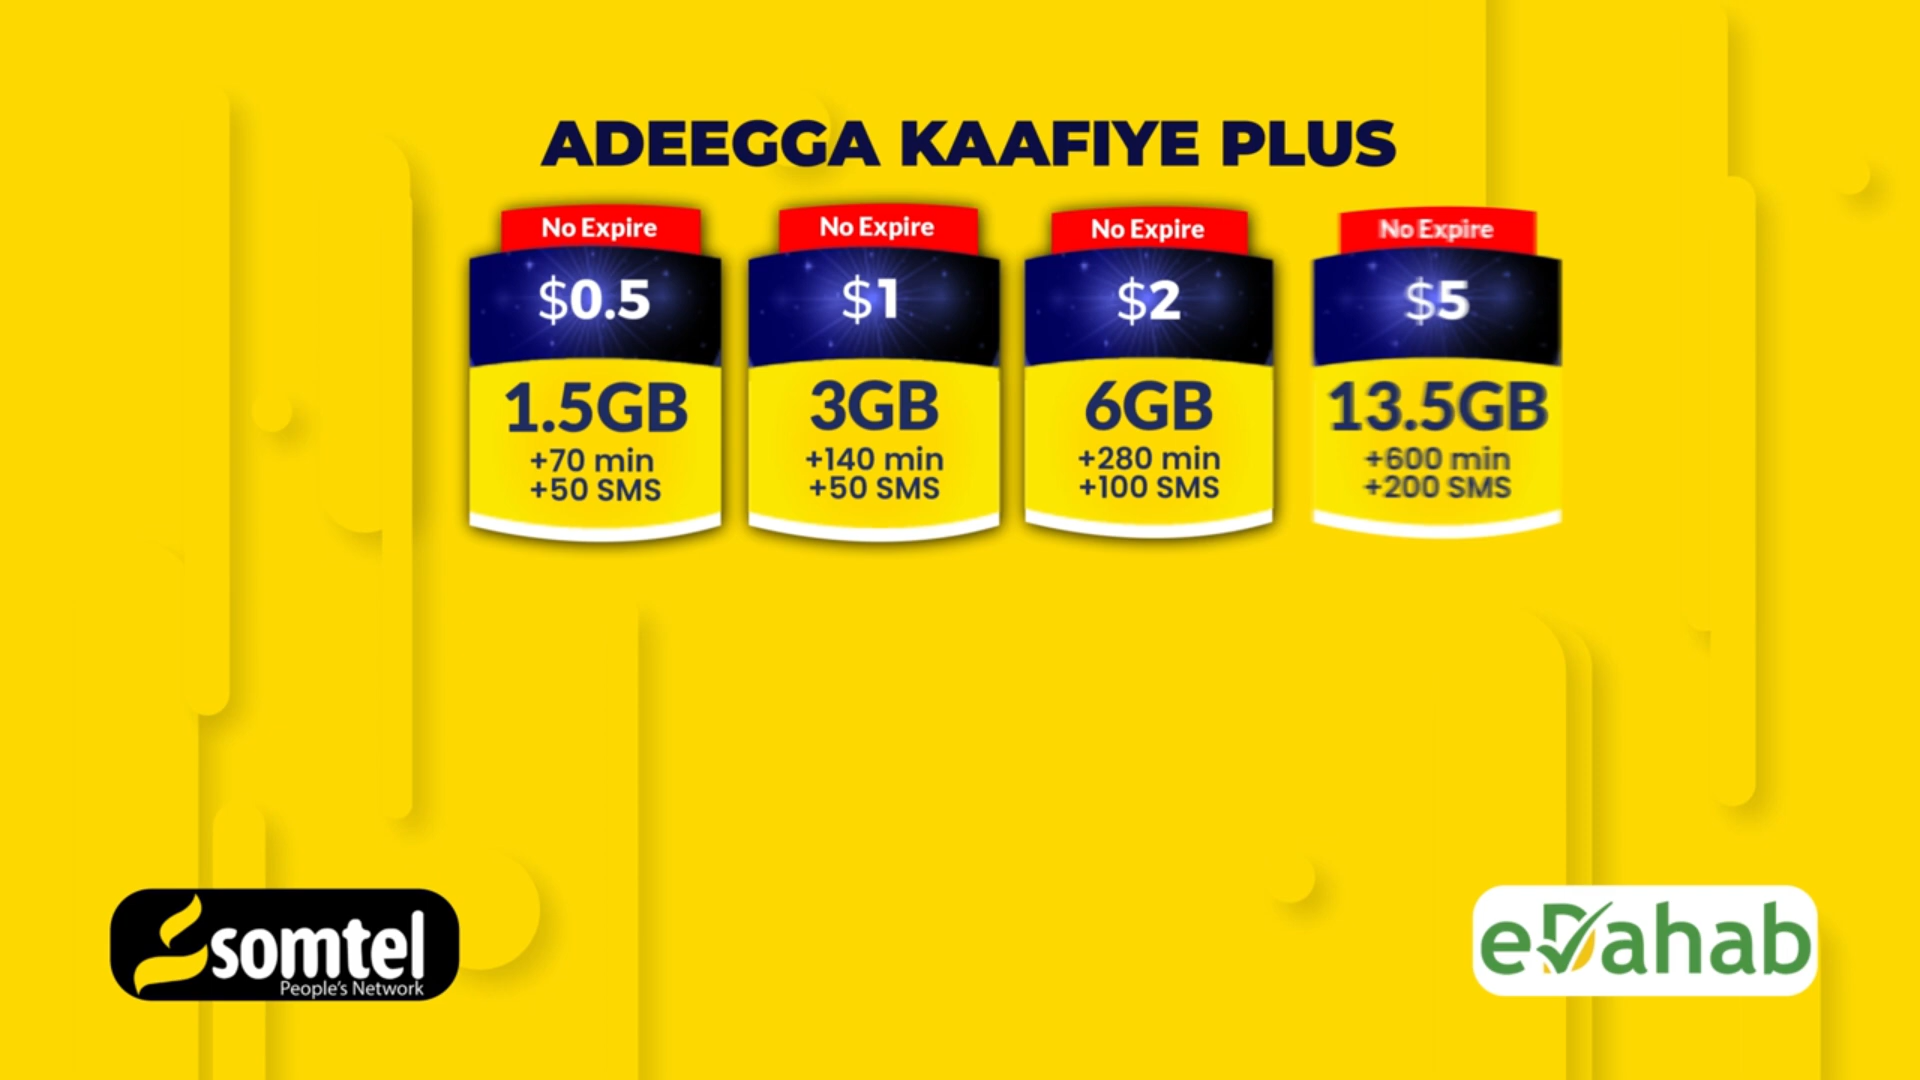 ADEEGGA KAAFIYE PLUS
No Expire
$0.5
1.5GB
+70 min
+50 SMS
No Expire
$1
3GB
+140 min
+50 SMS
No Expire
$2
6GB
+280 min
+100 SMS
No Expire
$5
13.5GB
+600 min
+200 SMS
somtel
People's Network
eDahab